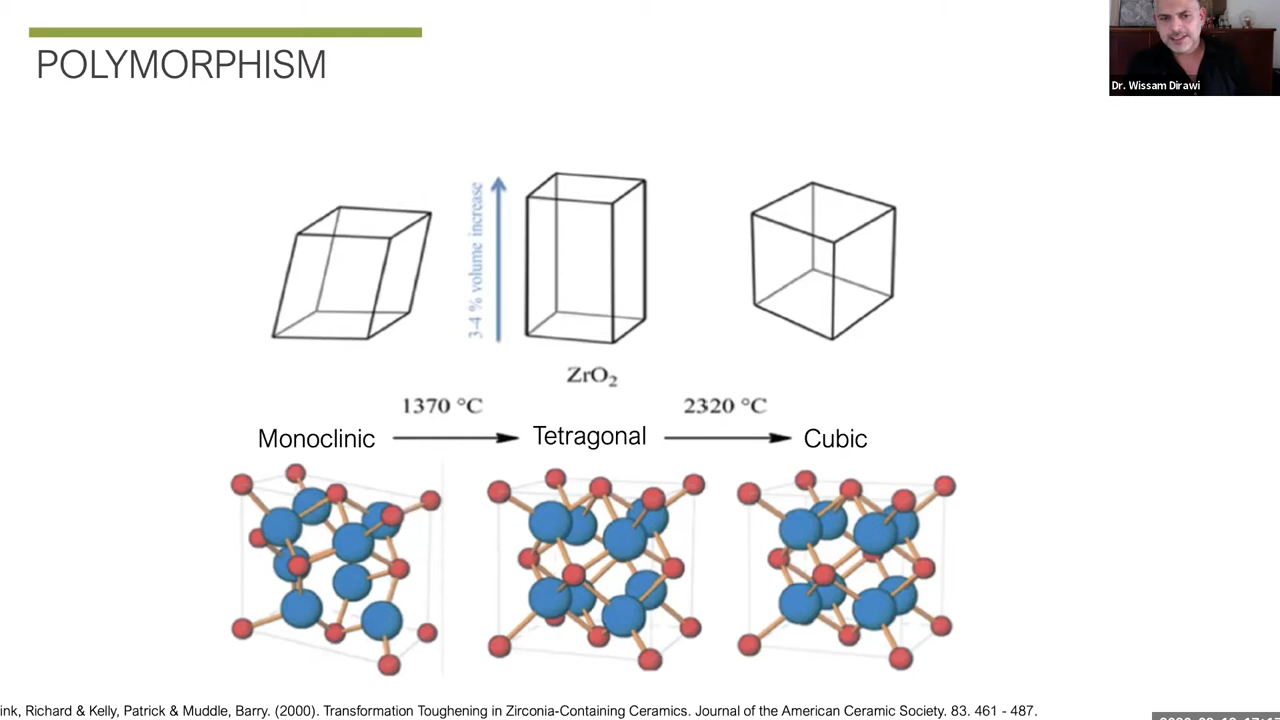 POLYMORPHISM
Dr. Wissam Dirawi
3-4 % volume increase
ZrO₂
1370 °C
2320 °C
Monoclinic
Tetragonal
Cubic
ink, Richard & Kelly, Patrick & Muddle, Barry. (2000). Transformation Toughening in Zirconia-Containing Ceramics. Journal of the American Ceramic Society. 83. 461 - 487.